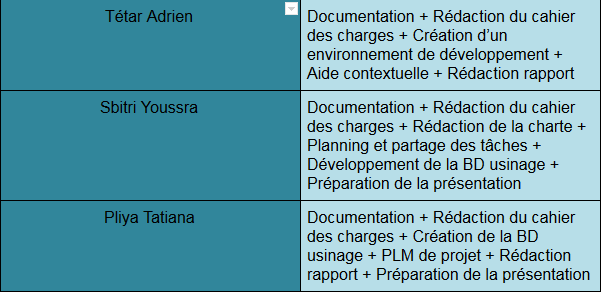 Tétar Adrien
Documentation + Rédaction du cahier
des charges + Création d’un
environnement de développement +
Aide contextuelle + Rédaction rapport
Sbitri Youssra
Documentation + Rédaction du cahier
des charges + Rédaction de la charte +
Planning et partage des tâches +
Développement de la BD usinage +
Préparation de la présentation
Pliya Tatiana
Documentation + Rédaction du cahier
des charges + Création de la BD
usinage + PLM de projet + Rédaction
rapport + Préparation de la présentation